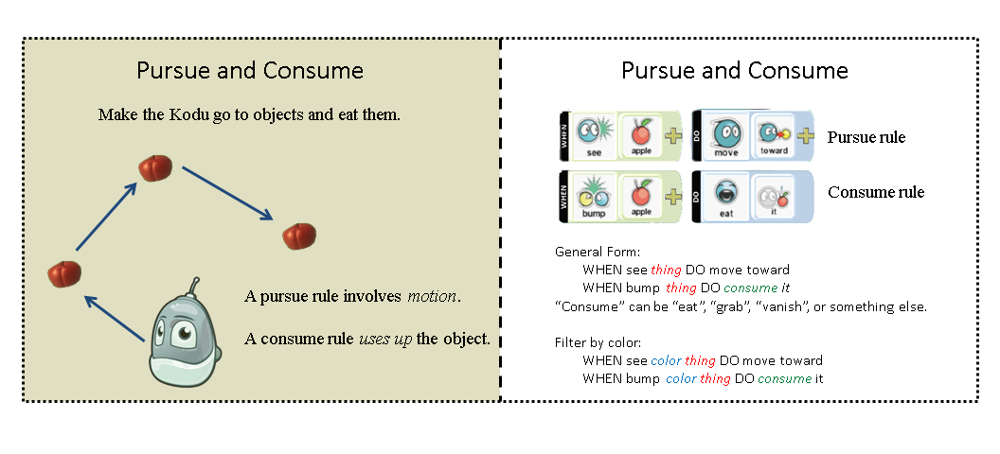 Pursue and Consume
Make the Kodu go to objects and eat them.
A pursue rule involves motion.
A consume rule uses up the object.
Pursue and Consume
WHEN see apple + DO move toward + Pursue rule
WHEN bump apple + DO eat it Consume rule
General Form:
WHEN see thing DO move toward
WHEN bump thing DO consume it
“Consume” can be “eat”, “grab”, “vanish”, or something else.
Filter by color:
WHEN see color thing DO move toward
WHEN bump color thing DO consume it